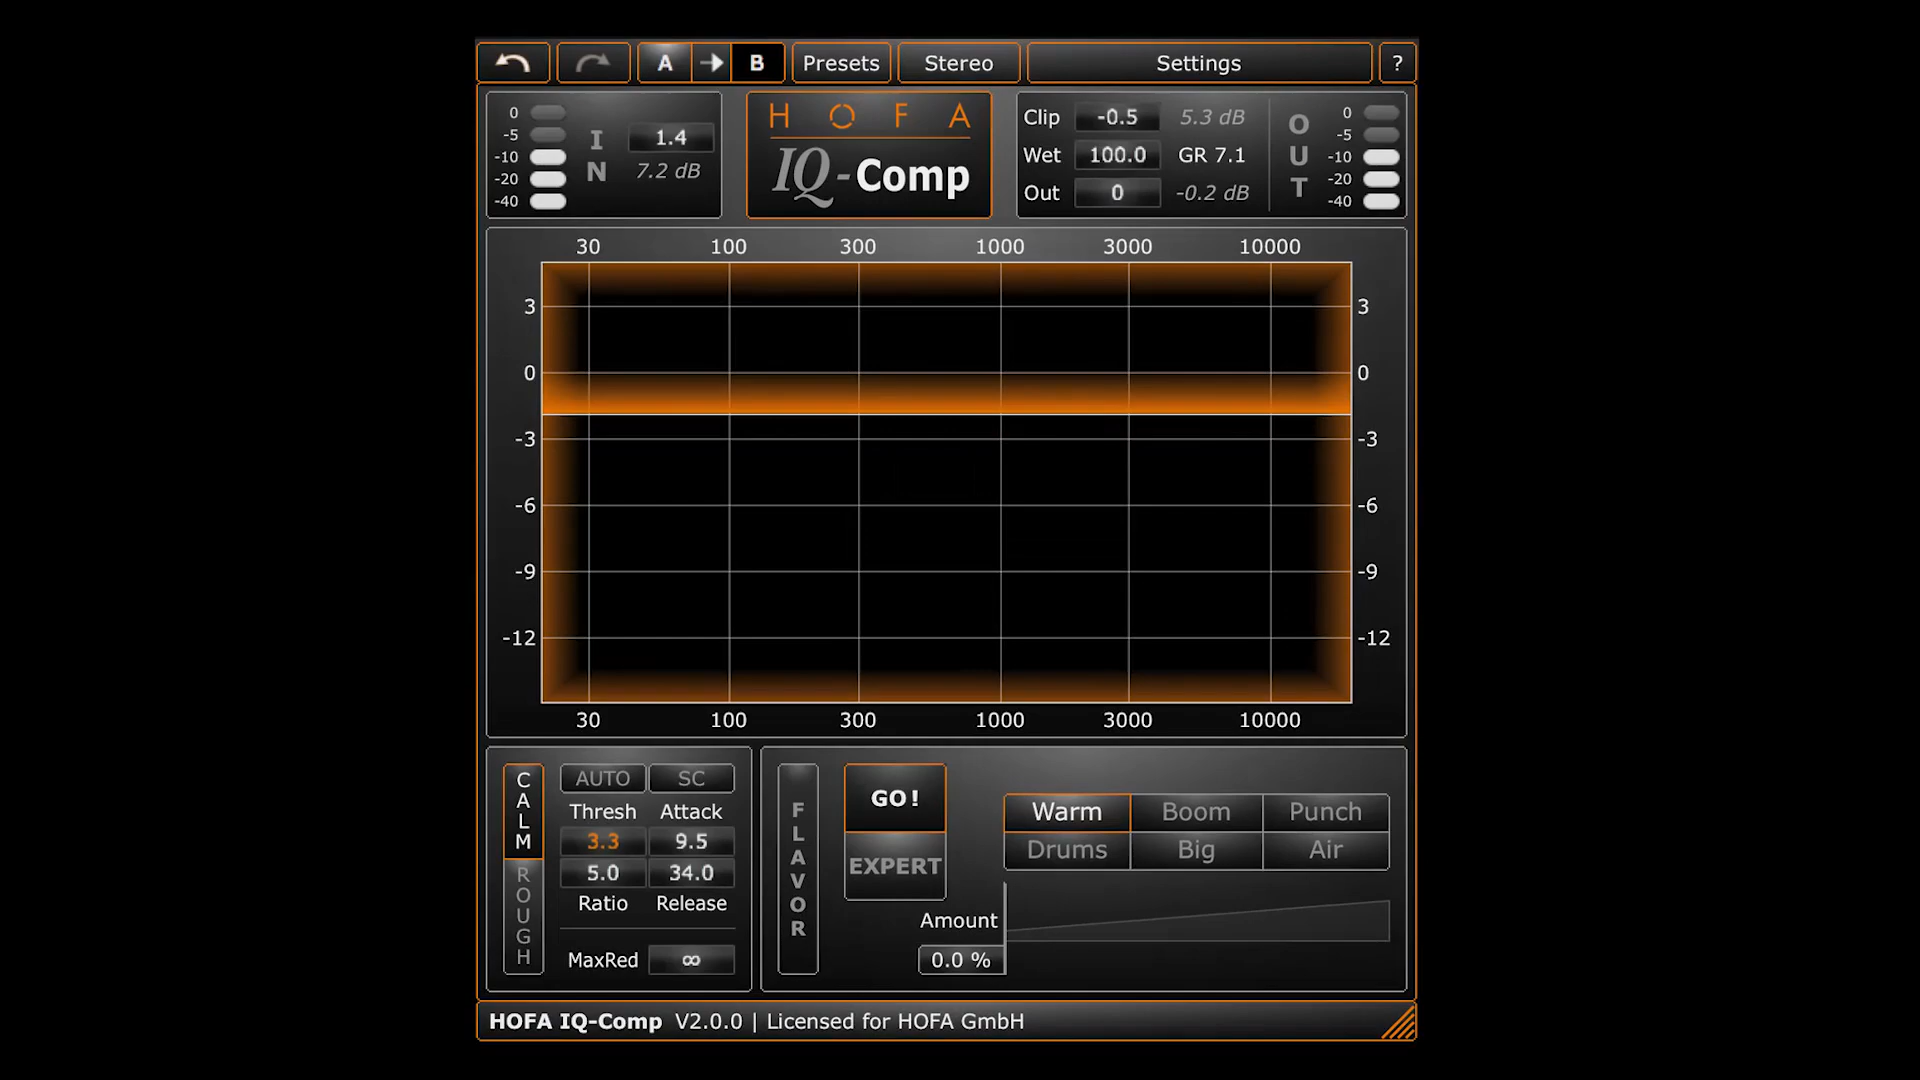 A B Presets Stereo Settings ?
0
-5
-10
-20
-40
IN
1.4
7.2 dB
HOFA
IQ-Comp
Clip -0.5 5.3 dB
Wet 100.0 GR 7.1
Out 0 -0.2 dB
OUT
0
-5
-10
-20
-40
30 100 300 1000 3000 10000
3 3
0 0
-3 -3
-6 -6
-9 -9
-12 -12
30 100 300 1000 3000 10000
CALM
ROUGH
AUTO SC
Thresh Attack
3.3 9.5
5.0 34.0
Ratio Release
MaxRed ∞
FLAVOR
GO!
EXPERT
Amount
0.0 %
Warm Boom Punch
Drums Big Air
HOFA IQ-Comp V2.0.0 | Licensed for HOFA GmbH